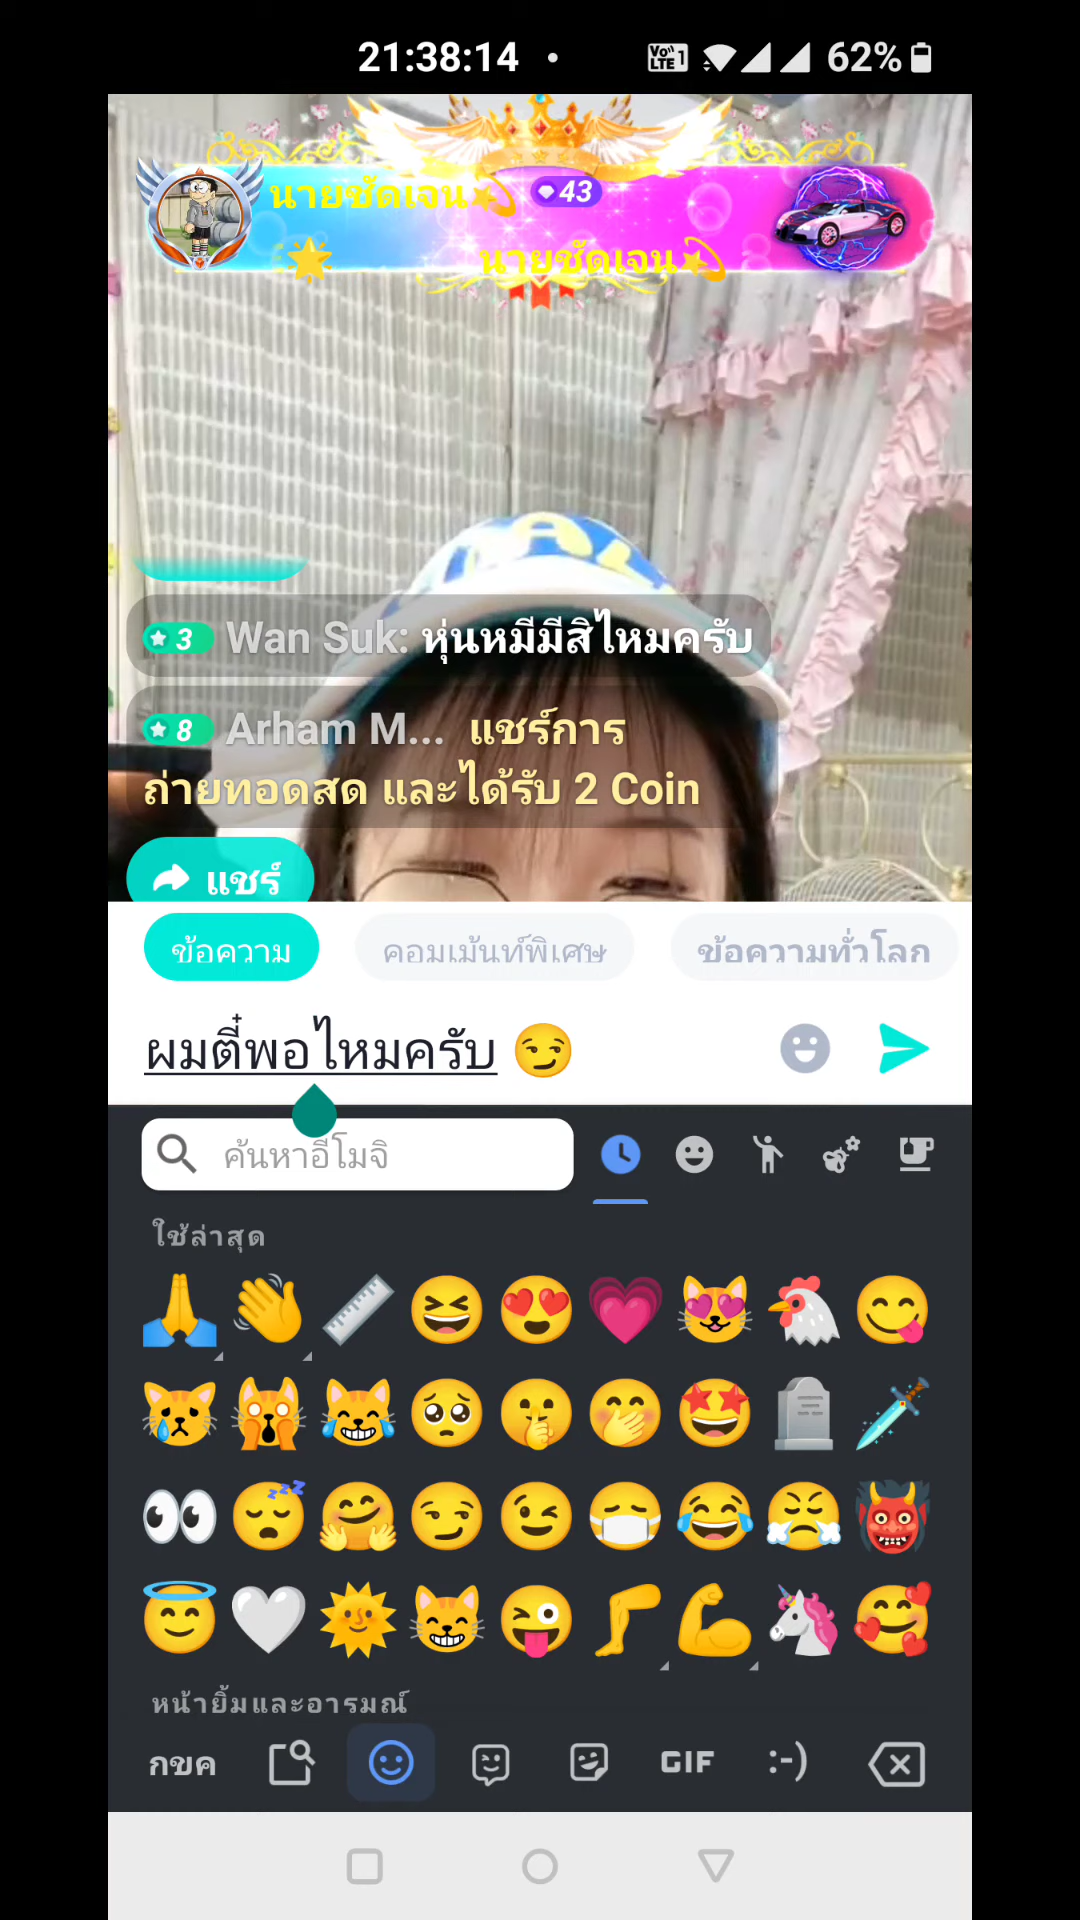 21:38:14
Vo LTE 1 62%
นายชัดเจน💫 43
🌟 นายชัดเจน💫
3 Wan Suk: หุ่นหมีมีสิไหมครับ
8 Arham M... แชร์การ
ถ่ายทอดสด และได้รับ 2 Coin
แชร์
ข้อความ คอมเม้นท์พิเศษ ข้อความทั่วโลก
ผมตี๋พอไหมครับ 😏
ค้นหาอีโมจิ
ใช้ล่าสุด
หน้ายิ้มและอารมณ์
กขค GIF :-)